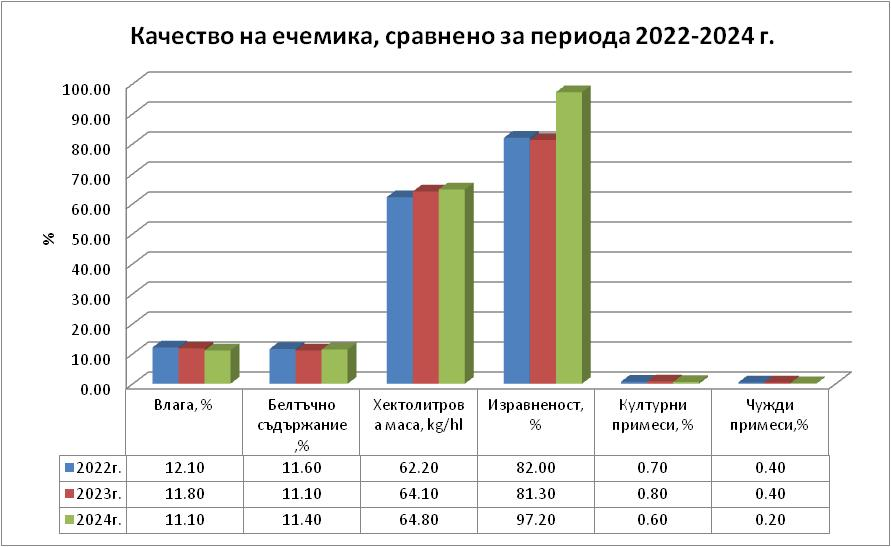 Качество на ечемика, сравнено за периода 2022-2024 г.
100.00
90.00
80.00
70.00
60.00
50.00
40.00
30.00
20.00
10.00
0.00
%
Влага, %
Белтъчно
съдържание
,%
Хектолитров
а маса, kg/hl
Изравненост,
%
Културни
примеси, %
Чужди
примеси,%
2022г. 12.10 11.60 62.20 82.00 0.70 0.40
2023г. 11.80 11.10 64.10 81.30 0.80 0.40
2024г. 11.10 11.40 64.80 97.20 0.60 0.20